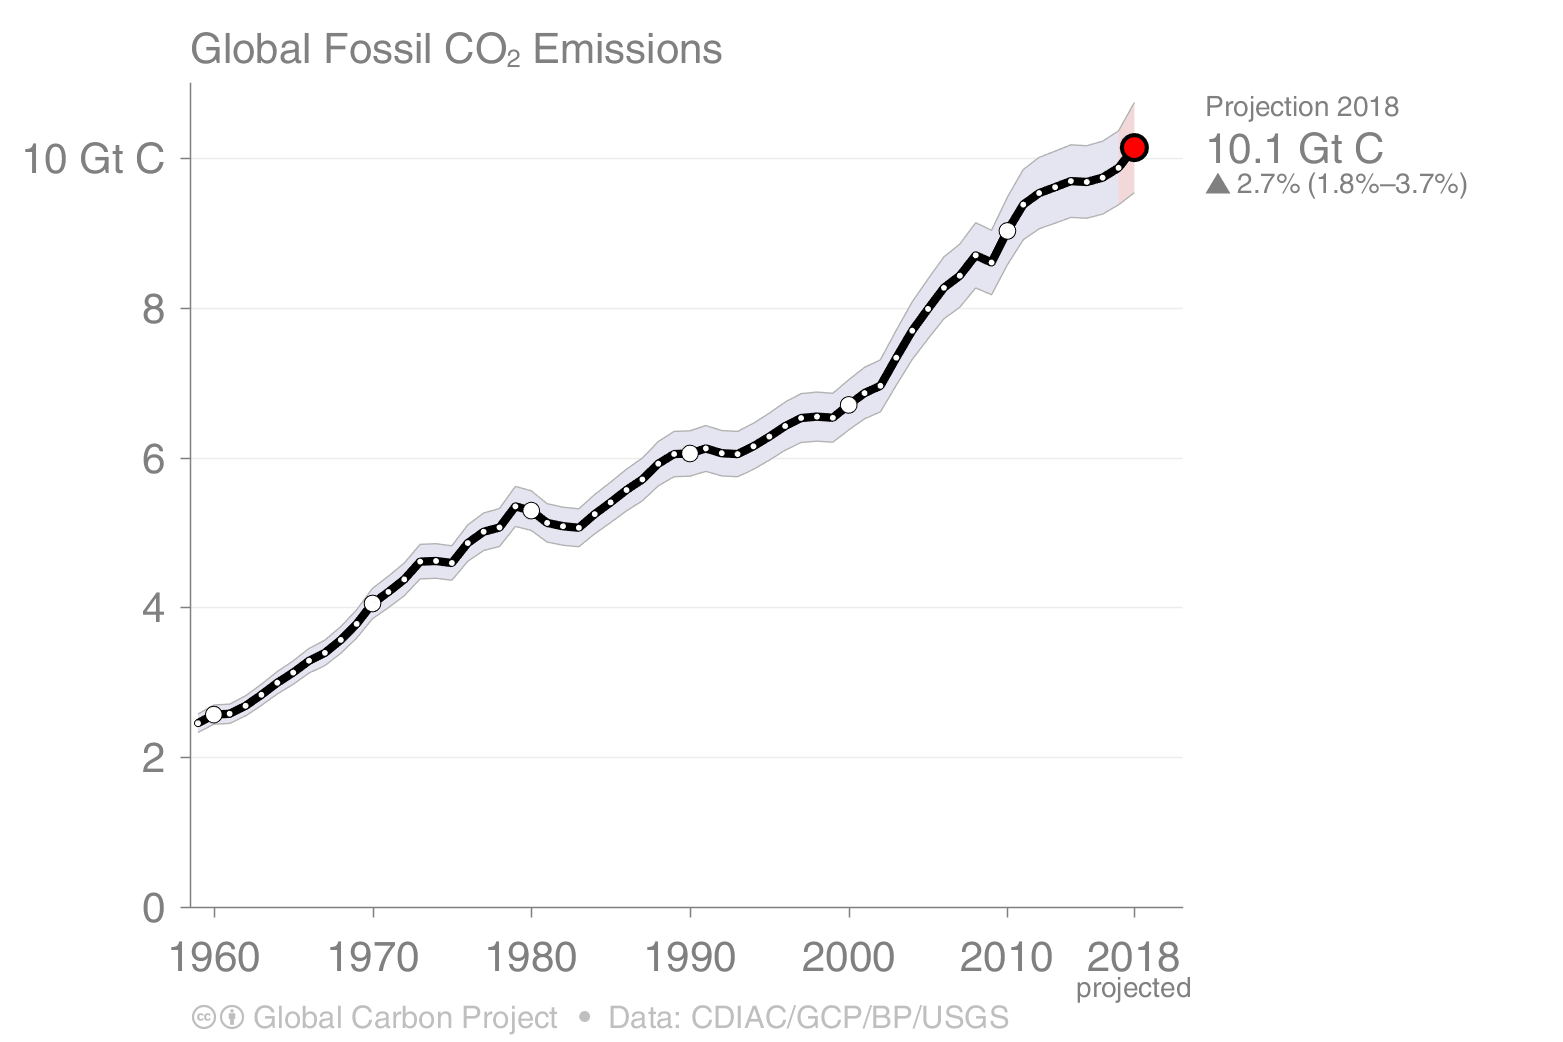 Global Fossil CO₂ Emissions
Projection 2018
10.1 Gt C
▲ 2.7% (1.8%–3.7%)
10 Gt C
8
6
4
2
0
1960 1970 1980 1990 2000 2010 2018
projected
cc Global Carbon Project • Data: CDIAC/GCP/BP/USGS